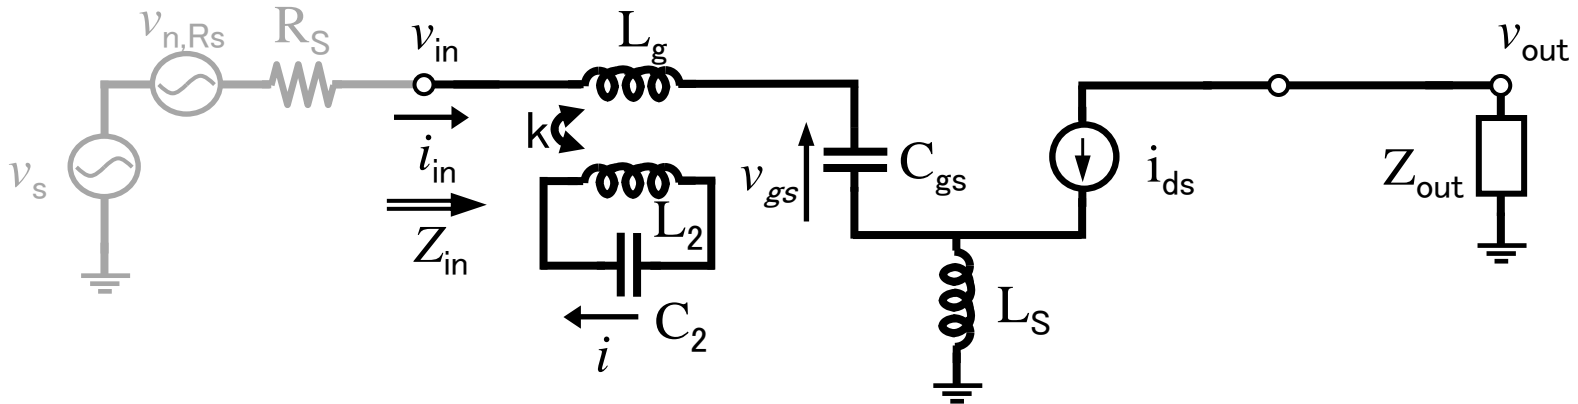 v_n,Rs
R_S
v_in
L_g
v_out
k
v_s
i_in
v_gs
C_gs
i_ds
Z_out
Z_in
L_2
C_2
i
L_S